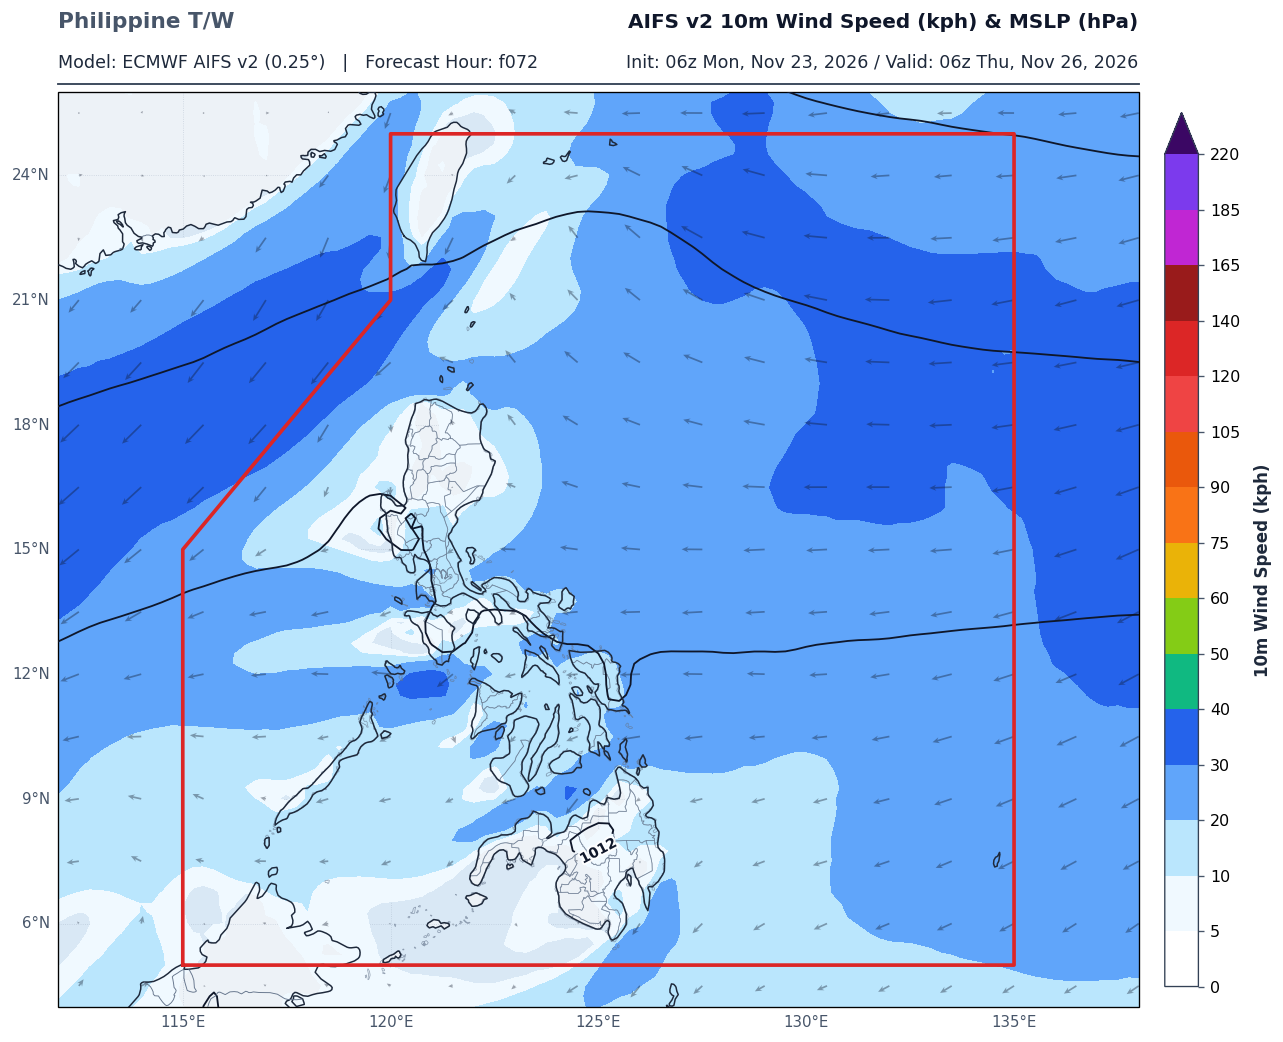 Philippine T/W
AIFS v2 10m Wind Speed (kph) & MSLP (hPa)
Model: ECMWF AIFS v2 (0.25°) | Forecast Hour: f072
Init: 06z Mon, Nov 23, 2026 / Valid: 06z Thu, Nov 26, 2026
24°N
21°N
18°N
15°N
12°N
9°N
6°N
115°E
120°E
125°E
130°E
135°E
1012
220
185
165
140
120
105
90
75
60
50
40
30
20
10
5
0
10m Wind Speed (kph)